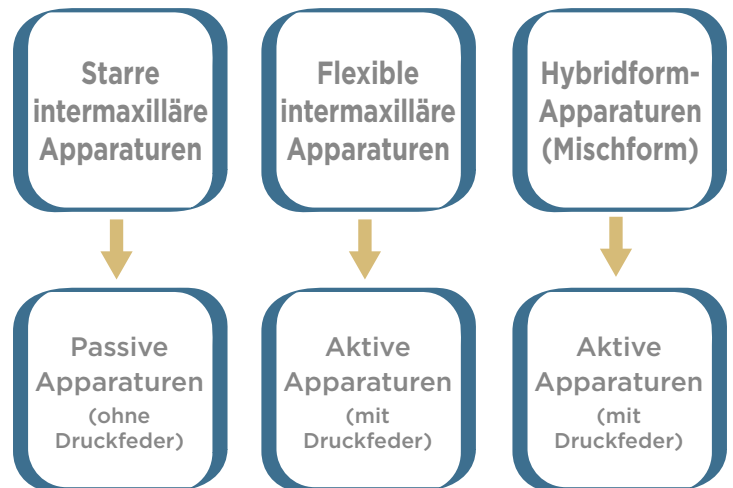 Starre
intermaxilläre
Apparaturen
Flexible
intermaxilläre
Apparaturen
Hybridform-
Apparaturen
(Mischform)
Passive
Apparaturen
(ohne
Druckfeder)
Aktive
Apparaturen
(mit
Druckfeder)
Aktive
Apparaturen
(mit
Druckfeder)